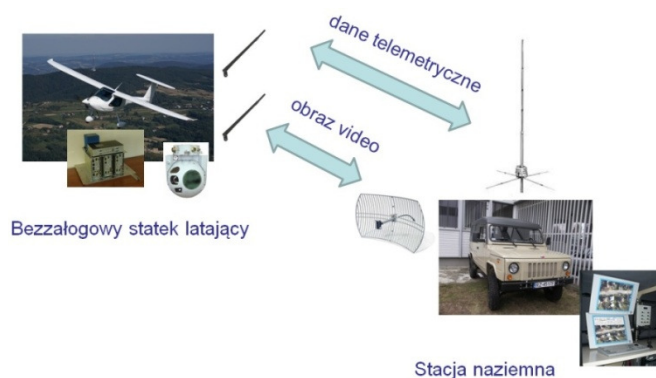 dane telemetryczne
obraz video
Bezzałogowy statek latający
Stacja naziemna